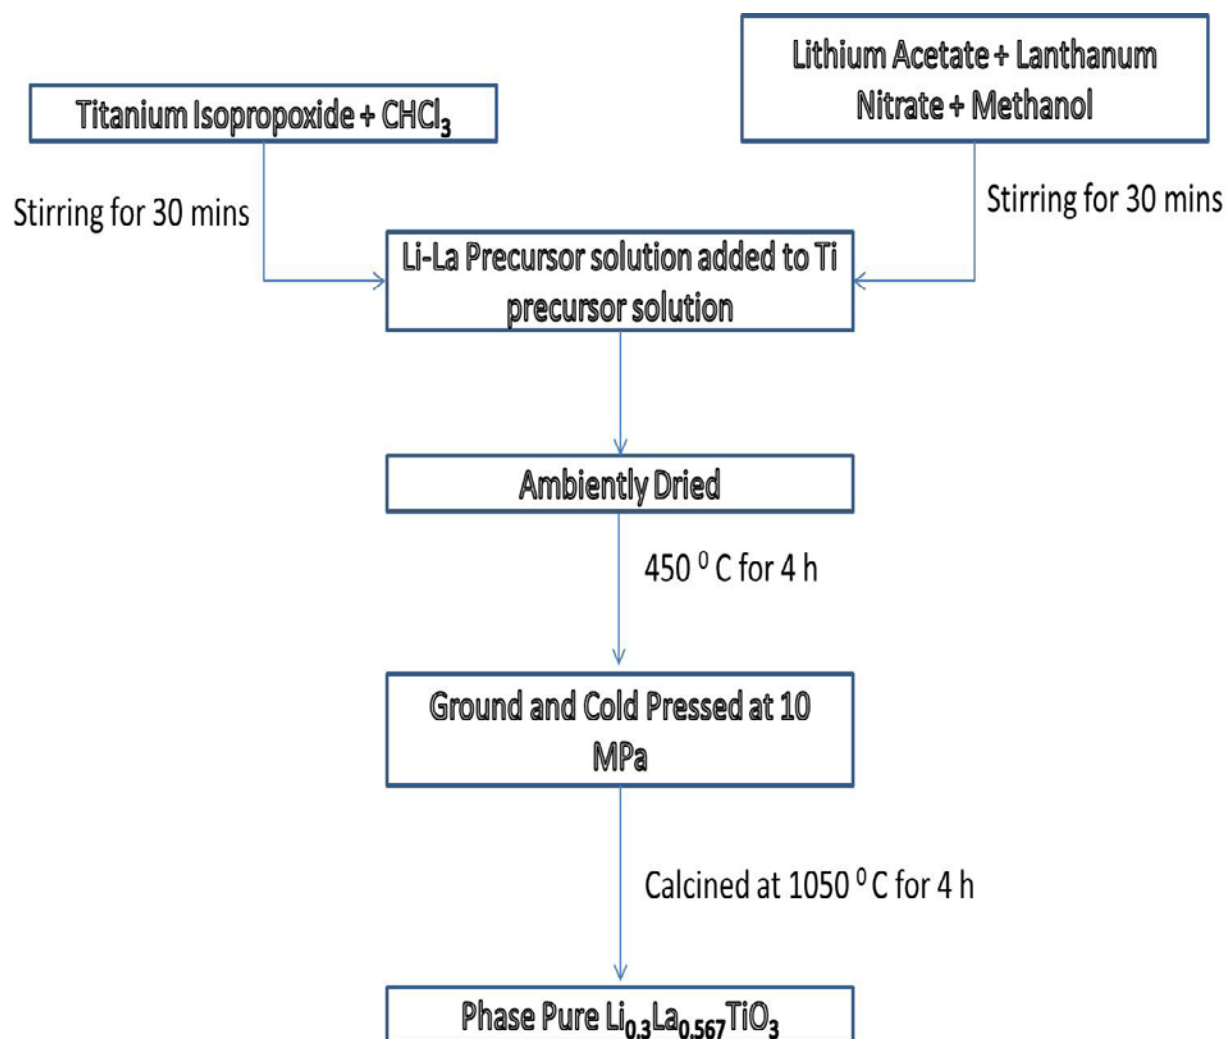 Titanium Isopropoxide + CHCl₃
Lithium Acetate + Lanthanum
Nitrate + Methanol
Stirring for 30 mins
Stirring for 30 mins
Li-La Precursor solution added to Ti
precursor solution
Ambiently Dried
450 ⁰ C for 4 h
Ground and Cold Pressed at 10
MPa
Calcined at 1050 ⁰ C for 4 h
Phase Pure Li₀.₃La₀.₅₆₇TiO₃